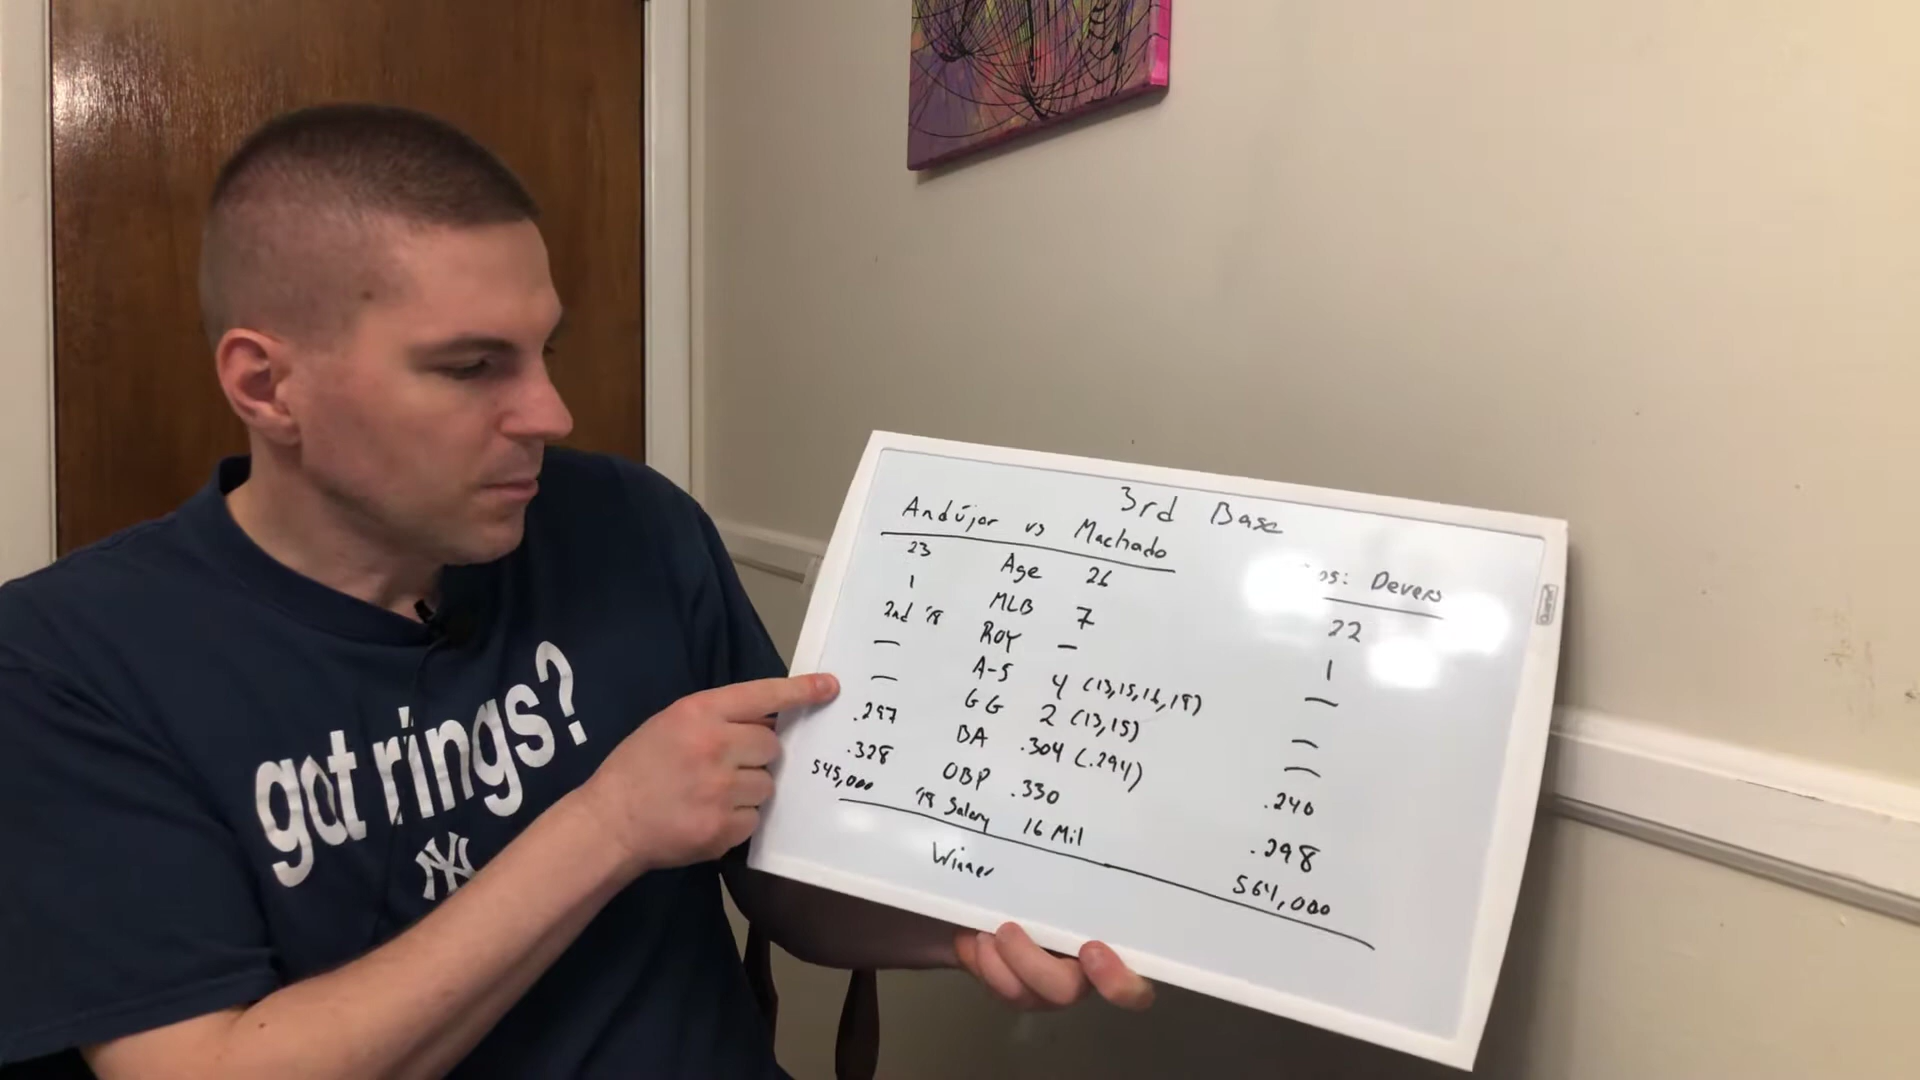 got rings?
NY
3rd Base
Andújar vs Machado
Devers
23 Age 26 22
1 MLB 7 1
2nd '18 ROY — —
— A-S 4 (13,15,16,18) —
— GG 2 (13,15) —
.297 BA .304 (.294) .240
.328 OBP .330 .298
545,000 '18 Salary 16 Mil 564,000
Winner
Quartet